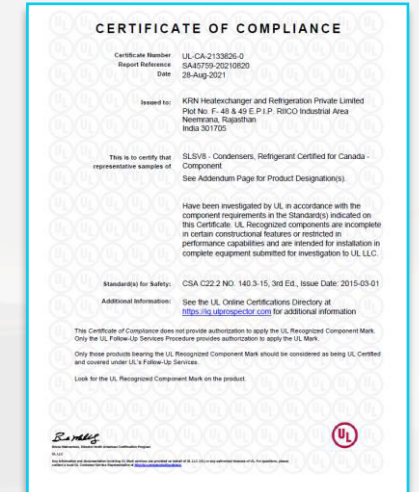 CERTIFICATE OF COMPLIANCE
Certificate Number UL-CA-2133826-0
Report Reference SA45759-20210820
Date 28-Aug-2021
Issued to: KRN Heatexchanger and Refrigeration Private Limited
Plot No. F- 48 & 49 E.P.I.P. RIICO Industrial Area
Neemrana, Rajasthan
India 301705
This is to certify that SLSV8 - Condensers, Refrigerant Certified for Canada -
representative samples of Component
See Addendum Page for Product Designation(s).
Have been investigated by UL in accordance with the
component requirements in the Standard(s) indicated on
this Certificate. UL Recognized components are incomplete
in certain constructional features or restricted in
performance capabilities and are intended for installation in
complete equipment submitted for investigation to UL LLC.
Standard(s) for Safety: CSA C22.2 NO. 140.3-15, 3rd Ed., Issue Date: 2015-03-01
Additional Information: See the UL Online Certifications Directory at
https://iq.ulprospector.com for additional information
This Certificate of Compliance does not provide authorization to apply the UL Recognized Component Mark.
Only the UL Follow-Up Services Procedure provides authorization to apply the UL Mark.
Only those products bearing the UL Recognized Component Mark should be considered as being UL Certified
and covered under UL's Follow-Up Services.
Look for the UL Recognized Component Mark on the product.
UL
UL LLC